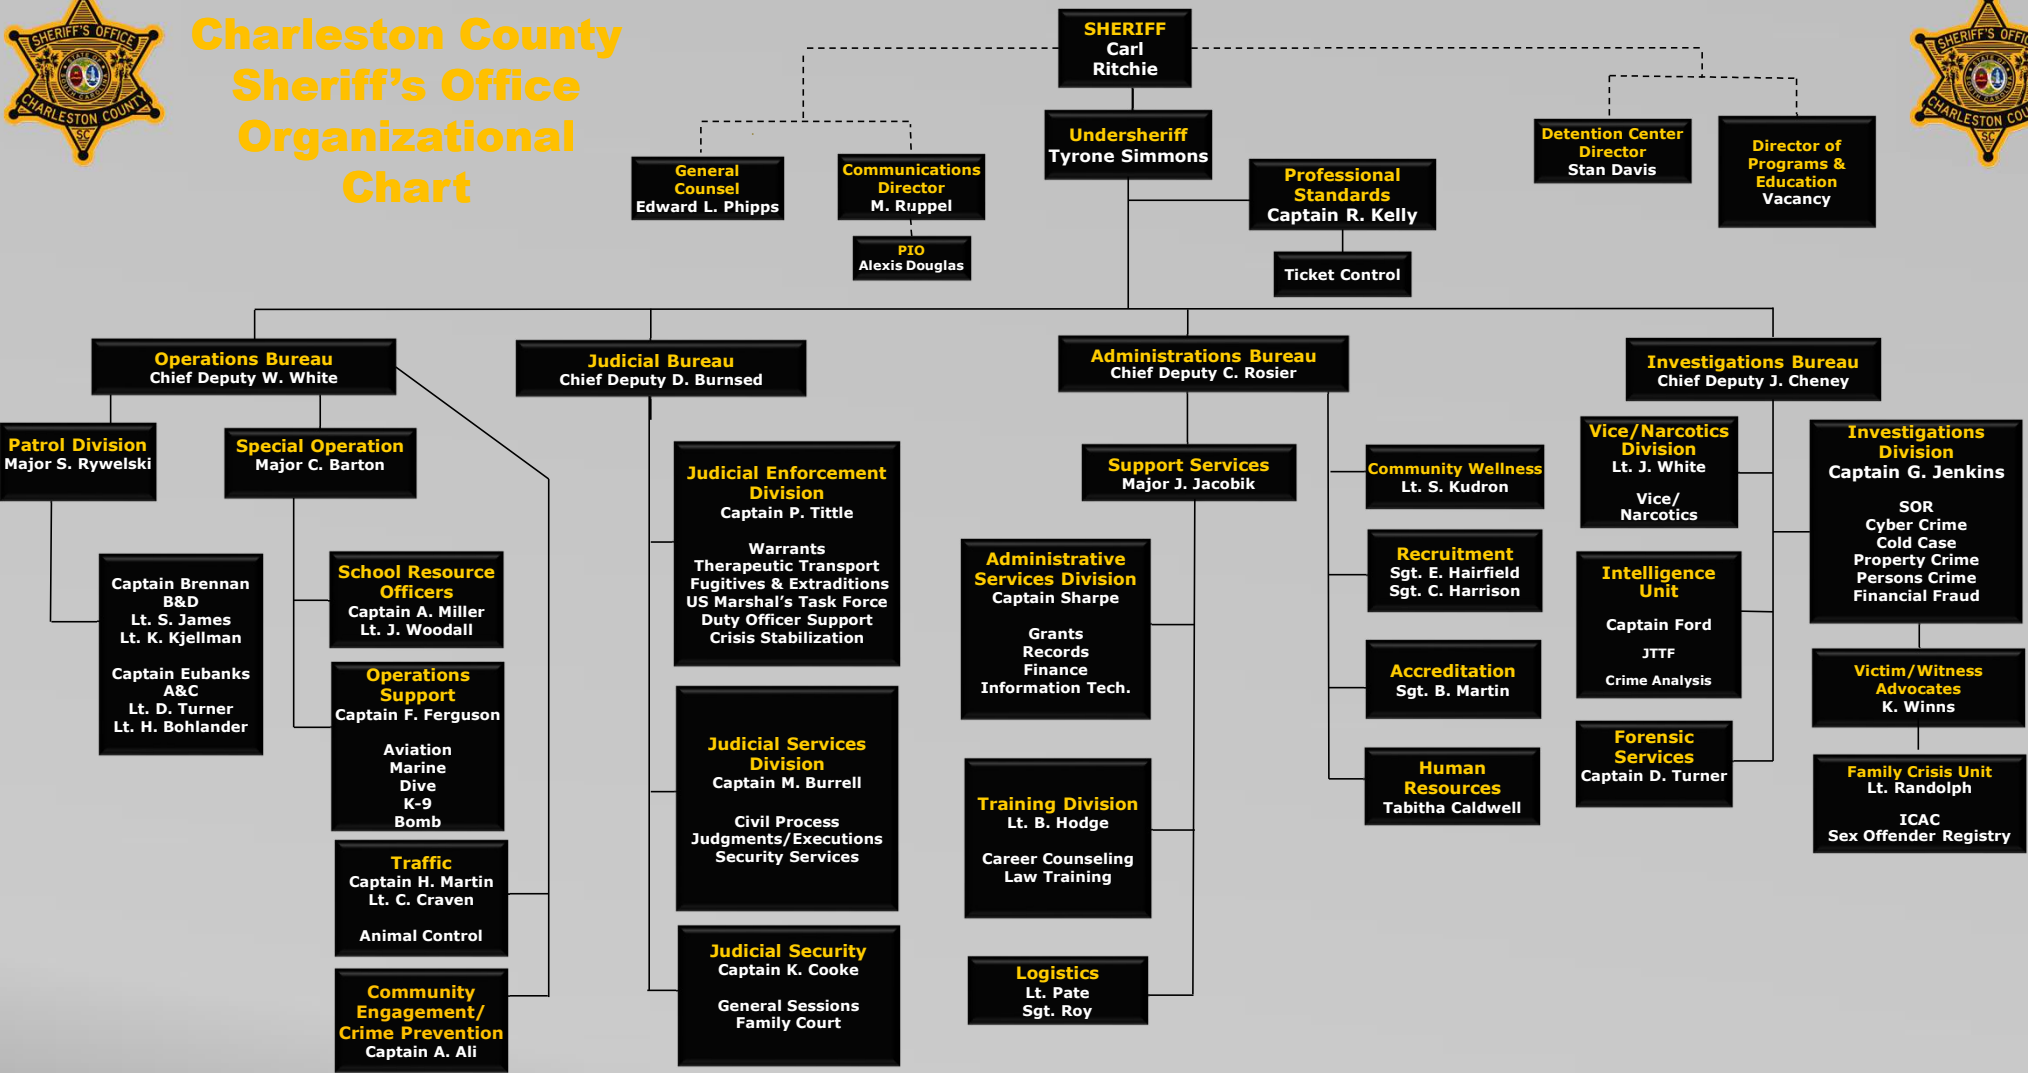 SHERIFF'S OFFICE
CHARLESTON COUNTY
SC
Charleston County
Sheriff's Office
Organizational
Chart
SHERIFF
Carl
Ritchie
Undersheriff
Tyrone Simmons
General
Counsel
Edward L. Phipps
Communications
Director
M. Ruppel
PIO
Alexis Douglas
Professional
Standards
Captain R. Kelly
Ticket Control
Detention Center
Director
Stan Davis
Director of
Programs &
Education
Vacancy
SHERIFF'S OFFIC
CHARLESTON COU
SC
Operations Bureau
Chief Deputy W. White
Patrol Division
Major S. Rywelski
Captain Brennan
B&D
Lt. S. James
Lt. K. Kjellman
Captain Eubanks
A&C
Lt. D. Turner
Lt. H. Bohlander
Special Operation
Major C. Barton
School Resource
Officers
Captain A. Miller
Lt. J. Woodall
Operations
Support
Captain F. Ferguson
Aviation
Marine
Dive
K-9
Bomb
Traffic
Captain H. Martin
Lt. C. Craven
Animal Control
Community
Engagement/
Crime Prevention
Captain A. Ali
Judicial Bureau
Chief Deputy D. Burnsed
Judicial Enforcement
Division
Captain P. Tittle
Warrants
Therapeutic Transport
Fugitives & Extraditions
US Marshal's Task Force
Duty Officer Support
Crisis Stabilization
Judicial Services
Division
Captain M. Burrell
Civil Process
Judgments/Executions
Security Services
Judicial Security
Captain K. Cooke
General Sessions
Family Court
Administrations Bureau
Chief Deputy C. Rosier
Support Services
Major J. Jacobik
Administrative
Services Division
Captain Sharpe
Grants
Records
Finance
Information Tech.
Training Division
Lt. B. Hodge
Career Counseling
Law Training
Logistics
Lt. Pate
Sgt. Roy
Community Wellness
Lt. S. Kudron
Recruitment
Sgt. E. Hairfield
Sgt. C. Harrison
Accreditation
Sgt. B. Martin
Human
Resources
Tabitha Caldwell
Investigations Bureau
Chief Deputy J. Cheney
Vice/Narcotics
Division
Lt. J. White
Vice/
Narcotics
Intelligence
Unit
Captain Ford
JTTF
Crime Analysis
Forensic
Services
Captain D. Turner
Investigations
Division
Captain G. Jenkins
SOR
Cyber Crime
Cold Case
Property Crime
Persons Crime
Financial Fraud
Victim/Witness
Advocates
K. Winns
Family Crisis Unit
Lt. Randolph
ICAC
Sex Offender Registry